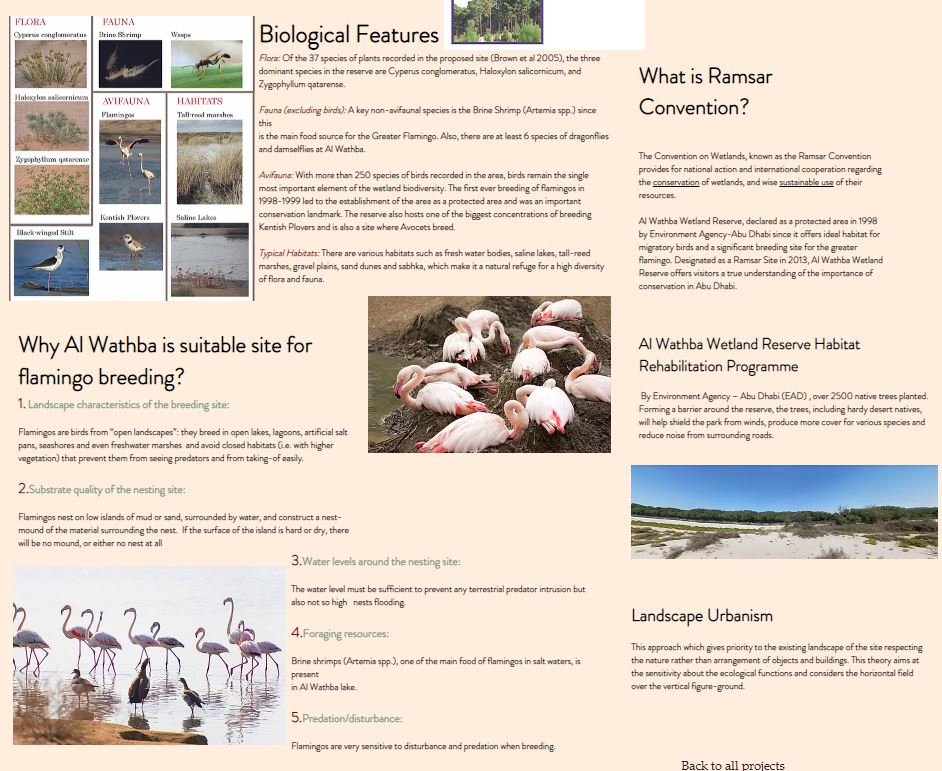 FLORA
Cyperus conglomeratus
Haloxylon salicornicum
Zygophyllum qatarense
Black-winged Stilt
FAUNA
Brine Shrimp
Wasps
AVIFAUNA
Flamingos
Kentish Plovers
HABITATS
Tall-reed marshes
Saline Lakes
Biological Features
Flora: Of the 37 species of plants recorded in the proposed site (Brown et al 2005), the three
dominant species in the reserve are Cyperus conglomeratus, Haloxylon salicornicum, and
Zygophyllum qatarense.
Fauna (excluding birds): A key non-avifaunal species is the Brine Shrimp (Artemia spp.) since
this
is the main food source for the Greater Flamingo. Also, there are at least 6 species of dragonflies
and damselflies at Al Wathba.
Avifauna: With more than 250 species of birds recorded in the area, birds remain the single
most important element of the wetland biodiversity. The first ever breeding of flamingos in
1998-1999 led to the establishment of the area as a protected area and was an important
conservation landmark. The reserve also hosts one of the biggest concentrations of breeding
Kentish Plovers and is also a site where Avocets breed.
Typical Habitats: There are various habitats such as fresh water bodies, saline lakes, tall-reed
marshes, gravel plains, sand dunes and sabhka, which make it a natural refuge for a high diversity
of flora and fauna.
Why Al Wathba is suitable site for
flamingo breeding?
1. Landscape characteristics of the breeding site:
Flamingos are birds from “open landscapes”: they breed in open lakes, lagoons, artificial salt
pans, seashores and even freshwater marshes and avoid closed habitats (i.e. with higher
vegetation) that prevent them from seeing predators and from taking-of easily.
2.Substrate quality of the nesting site:
Flamingos nest on low islands of mud or sand, surrounded by water, and construct a nest-
mound of the material surrounding the nest. If the surface of the island is hard or dry, there
will be no mound, or either no nest at all
3.Water levels around the nesting site:
The water level must be sufficient to prevent any terrestrial predator intrusion but
also not so high nests flooding.
4.Foraging resources:
Brine shrimps (Artemia spp.), one of the main food of flamingos in salt waters, is
present
in Al Wathba lake.
5.Predation/disturbance:
Flamingos are very sensitive to disturbance and predation when breeding.
What is Ramsar
Convention?
The Convention on Wetlands, known as the Ramsar Convention
provides for national action and international cooperation regarding
the conservation of wetlands, and wise sustainable use of their
resources.
Al Wathba Wetland Reserve, declared as a protected area in 1998
by Environment Agency-Abu Dhabi since it offers ideal habitat for
migratory birds and a significant breeding site for the greater
flamingo. Designated as a Ramsar Site in 2013, Al Wathba Wetland
Reserve offers visitors a true understanding of the importance of
conservation in Abu Dhabi.
Al Wathba Wetland Reserve Habitat
Rehabilitation Programme
By Environment Agency – Abu Dhabi (EAD) , over 2500 native trees planted.
Forming a barrier around the reserve, the trees, including hardy desert natives,
will help shield the park from winds, produce more cover for various species and
reduce noise from surrounding roads.
Landscape Urbanism
This approach which gives priority to the existing landscape of the site respecting
the nature rather than arrangement of objects and buildings. This theory aims at
the sensitivity about the ecological functions and considers the horizontal field
over the vertical figure-ground.
Back to all projects